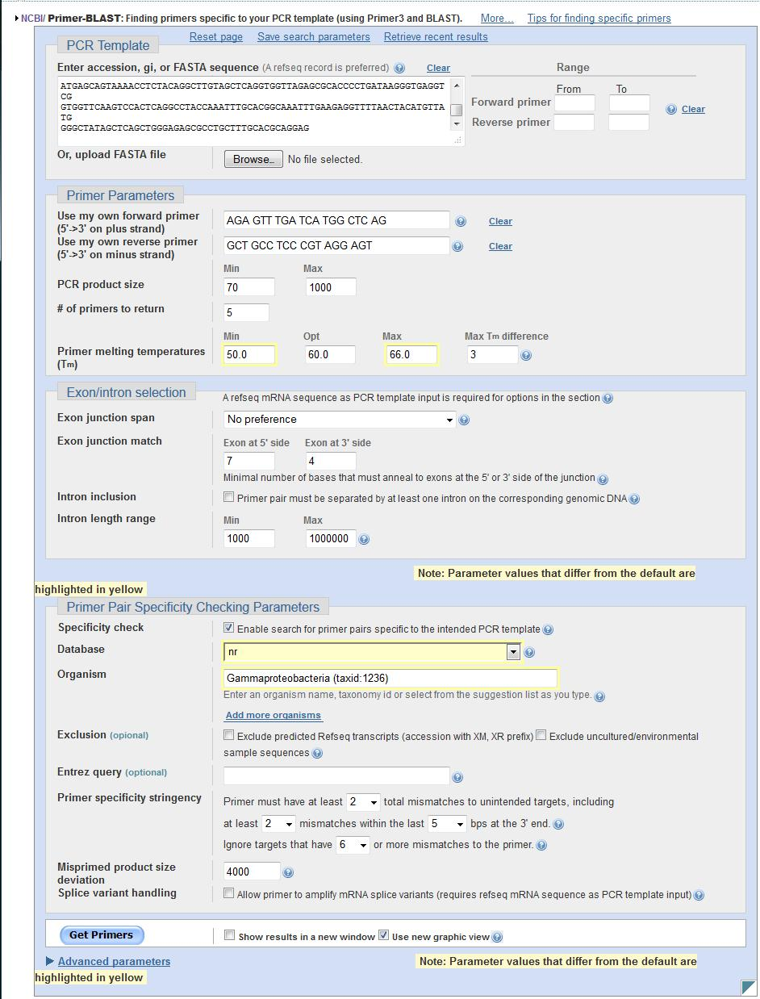 NCBI/ Primer-BLAST: Finding primers specific to your PCR template (using Primer3 and BLAST). More... Tips for finding specific primers
Reset page Save search parameters Retrieve recent results
PCR Template
Enter accession, gi, or FASTA sequence (A refseq record is preferred) Clear Range
ATGAGCAGTAAAACCTCTACAGGCTTGTAGCTCAGGTGGTTAGAGCGCACCCCTGATAAGGGTGAGGT
CG
GTGGTTCAAGTCCACTCAGGCCTACCAAATTTGCACGGCAAATTTGAAGAGGTTTTAACTACATGTTA
TG
GGGCTATAGCTCAGCTGGGAGAGCGCCTGCTTTGCACGCAGGAG
From To
Forward primer
Clear
Reverse primer
Or, upload FASTA file Browse... No file selected.
Primer Parameters
Use my own forward primer
(5'->3' on plus strand)
AGA GTT TGA TCA TGG CTC AG Clear
Use my own reverse primer
(5'->3' on minus strand)
GCT GCC TCC CGT AGG AGT Clear
Min Max
PCR product size 70 1000
# of primers to return 5
Min Opt Max Max Tm difference
Primer melting temperatures
(Tm)
50.0 60.0 66.0 3
Exon/intron selection
A refseq mRNA sequence as PCR template input is required for options in the section
Exon junction span No preference
Exon junction match Exon at 5' side Exon at 3' side
7 4
Minimal number of bases that must anneal to exons at the 5' or 3' side of the junction
Intron inclusion Primer pair must be separated by at least one intron on the corresponding genomic DNA
Intron length range Min Max
1000 1000000
Note: Parameter values that differ from the default are
highlighted in yellow
Primer Pair Specificity Checking Parameters
Specificity check Enable search for primer pairs specific to the intended PCR template
Database nr
Organism Gammaproteobacteria (taxid:1236)
Enter an organism name, taxonomy id or select from the suggestion list as you type.
Add more organisms
Exclusion (opional) Exclude predicted Refseq transcripts (accession with XM, XR prefix) Exclude uncultured/environmental
sample sequences
Entrez query (optional)
Primer specificity stringency Primer must have at least 2 total mismatches to unintended targets, including
at least 2 mismatches within the last 5 bps at the 3' end.
Ignore targets that have 6 or more mismatches to the primer.
Misprimed product size
deviation
4000
Splice variant handling Allow primer to amplify mRNA splice variants (requires refseq mRNA sequence as PCR template input)
Get Primers Show results in a new window Use new graphic view
Advanced parameters Note: Parameter values that differ from the default are
highlighted in yellow